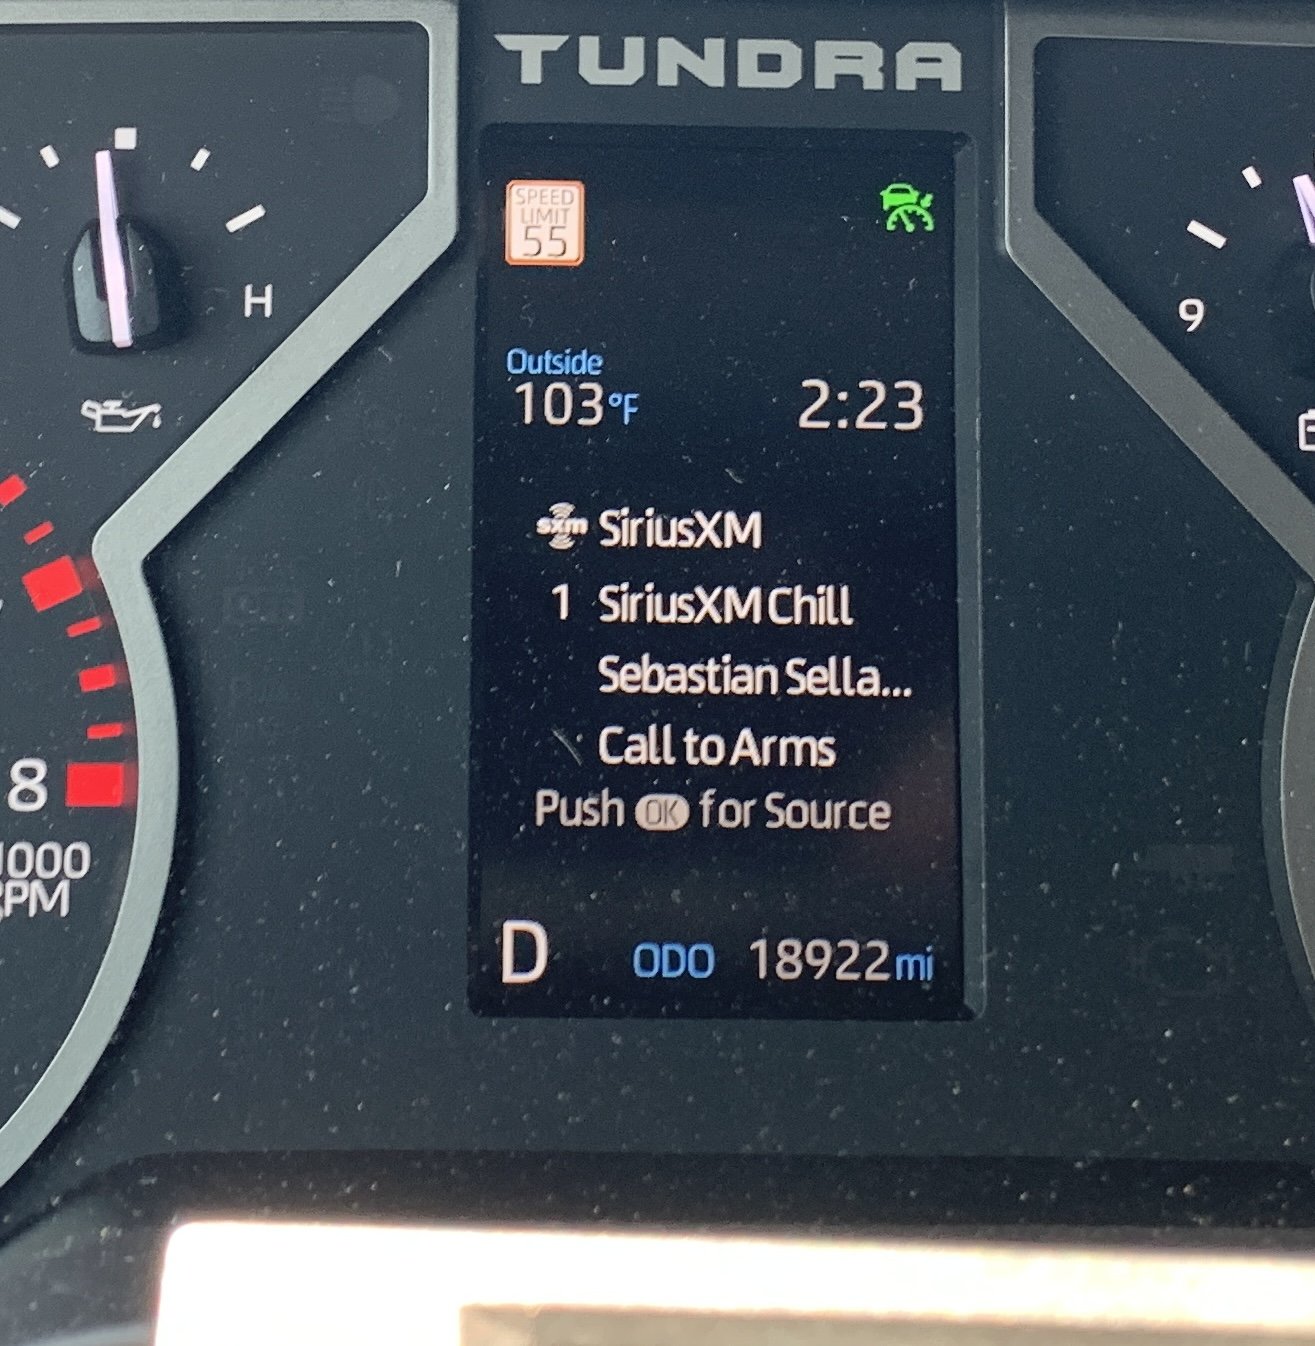 TUNDRA
SPEED
LIMIT
55
Outside
103°F 2:23
H
9
sxm SiriusXM
1 SiriusXM Chill
Sebastian Sella...
Call to Arms
Push OK for Source
8
1000
RPM
D ODO 18922 mi